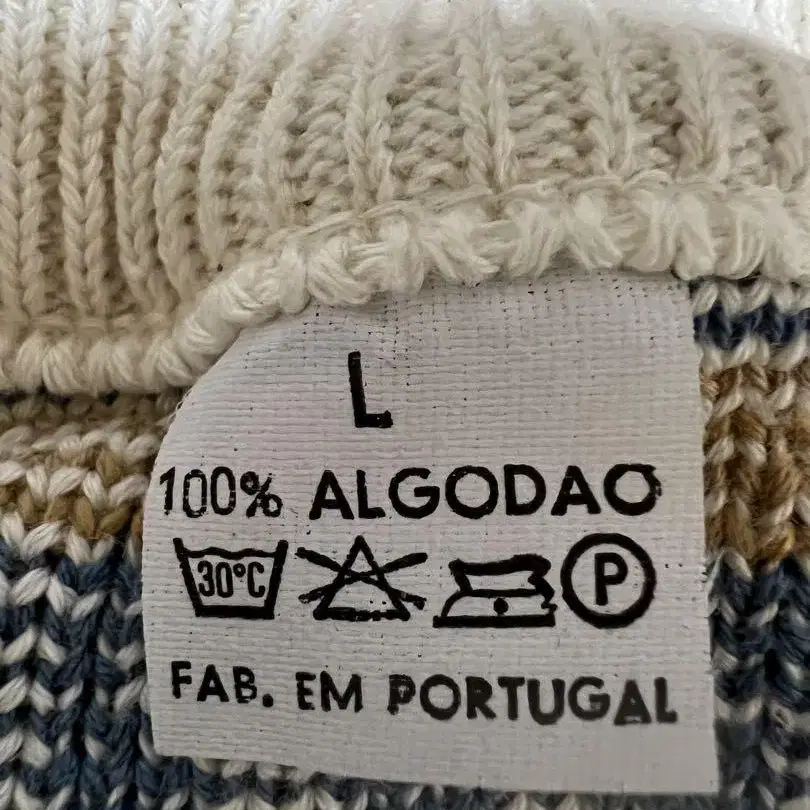 L
100% ALGODAO
30°C P
FAB. EM PORTUGAL